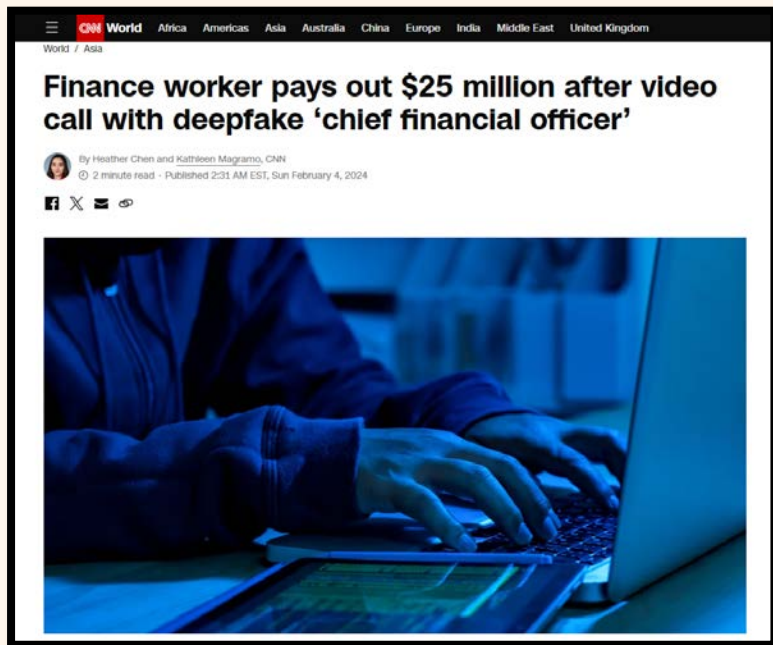 CNN World Africa Americas Asia Australia China Europe India Middle East United Kingdom
World / Asia
Finance worker pays out $25 million after video
call with deepfake ‘chief financial officer’
By Heather Chen and Kathleen Magramo, CNN
2 minute read · Published 2:31 AM EST, Sun February 4, 2024